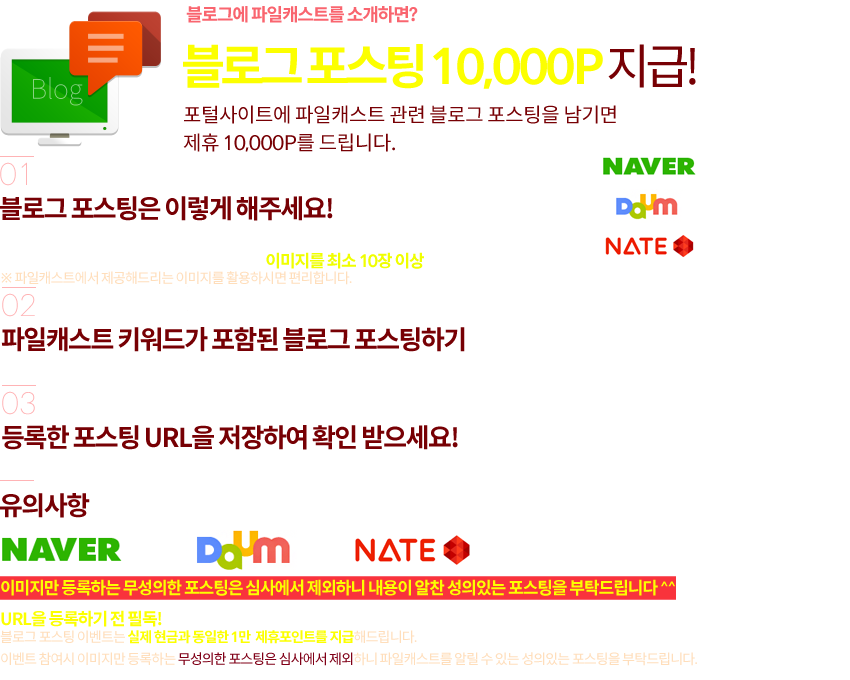 블로그에 파일캐스트를 소개하면?
블로그 포스팅 10,000P 지급!
Blog
포털사이트에 파일캐스트 관련 블로그 포스팅을 남기면
제휴 10,000P를 드립니다.
01
NAVER
블로그 포스팅은 이렇게 해주세요!
Daum
NATE
이미지를 최소 10장 이상
※ 파일캐스트에서 제공해드리는 이미지를 활용하시면 편리합니다.
02
파일캐스트 키워드가 포함된 블로그 포스팅하기
03
등록한 포스팅 URL을 저장하여 확인 받으세요!
유의사항
NAVER Daum NATE
이미지만 등록하는 무성의한 포스팅은 심사에서 제외하니 내용이 알찬 성의있는 포스팅을 부탁드립니다 ^^
URL을 등록하기 전 필독!
블로그 포스팅 이벤트는 실제 현금과 동일한 1만 제휴포인트를 지급해드립니다.
이벤트 참여시 이미지만 등록하는 무성의한 포스팅은 심사에서 제외하니 파일캐스트를 알릴 수 있는 성의있는 포스팅을 부탁드립니다.